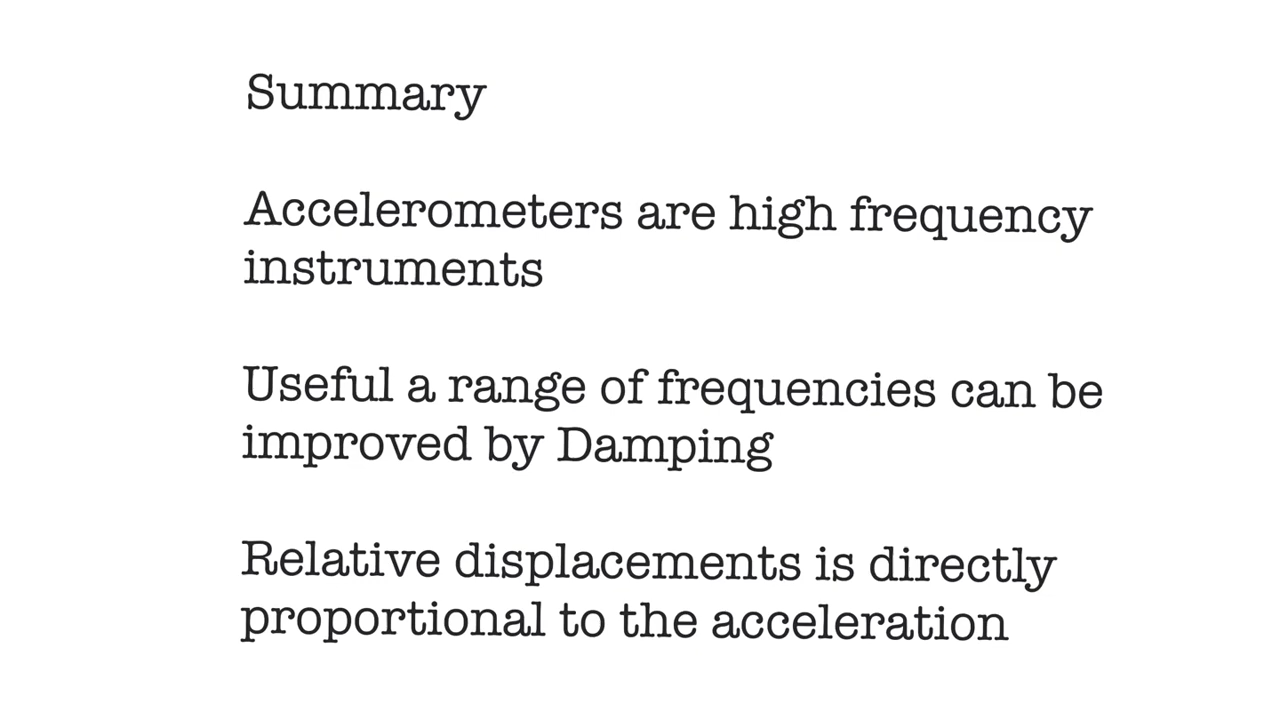 Summary
Accelerometers are high frequency
instruments
Useful a range of frequencies can be
improved by Damping
Relative displacements is directly
proportional to the acceleration